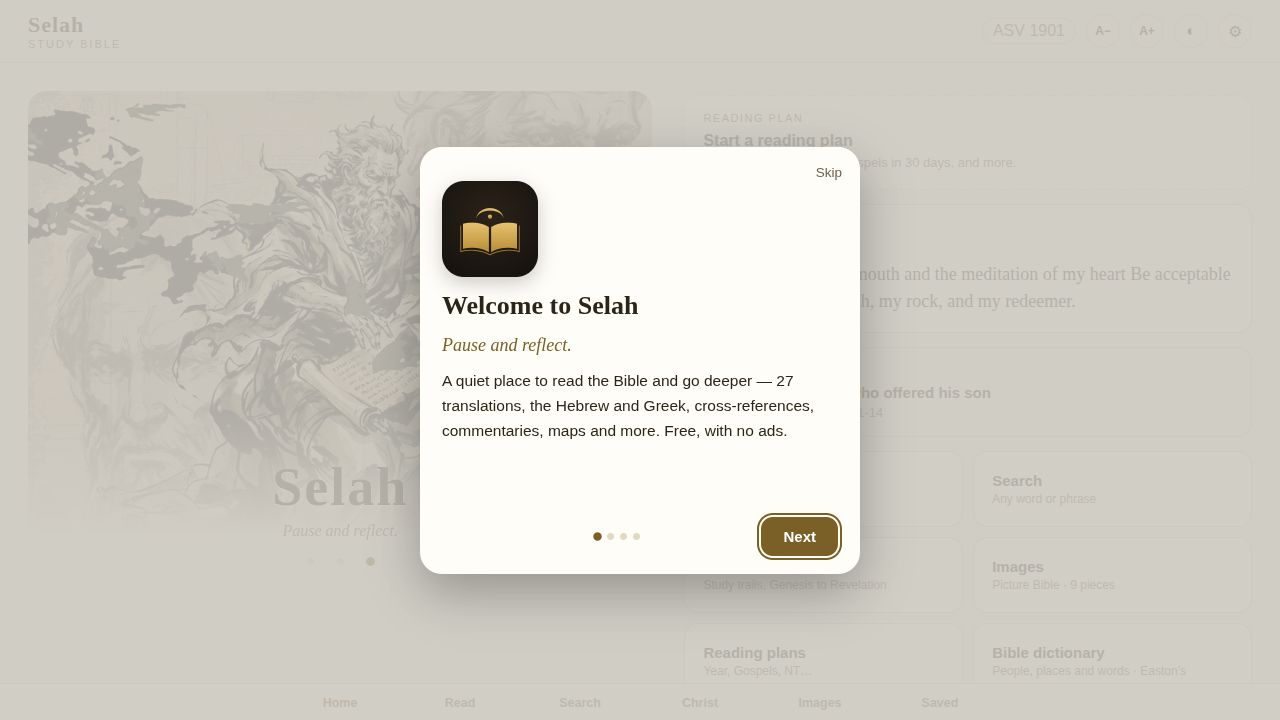 Selah
STUDY BIBLE
ASV 1901
A−
A+
READING PLAN
Start a reading plan
spels in 30 days, and more.
Skip
Welcome to Selah
Pause and reflect.
A quiet place to read the Bible and go deeper — 27
translations, the Hebrew and Greek, cross-references,
commentaries, maps and more. Free, with no ads.
Next
mouth and the meditation of my heart Be acceptable
h, my rock, and my redeemer.
ho offered his son
1-14
Selah
Pause and reflect.
Search
Any word or phrase
Study trails, Genesis to Revelation
Images
Picture Bible · 9 pieces
Reading plans
Year, Gospels, NT…
Bible dictionary
People, places and words · Easton's
Home
Read
Search
Christ
Images
Saved